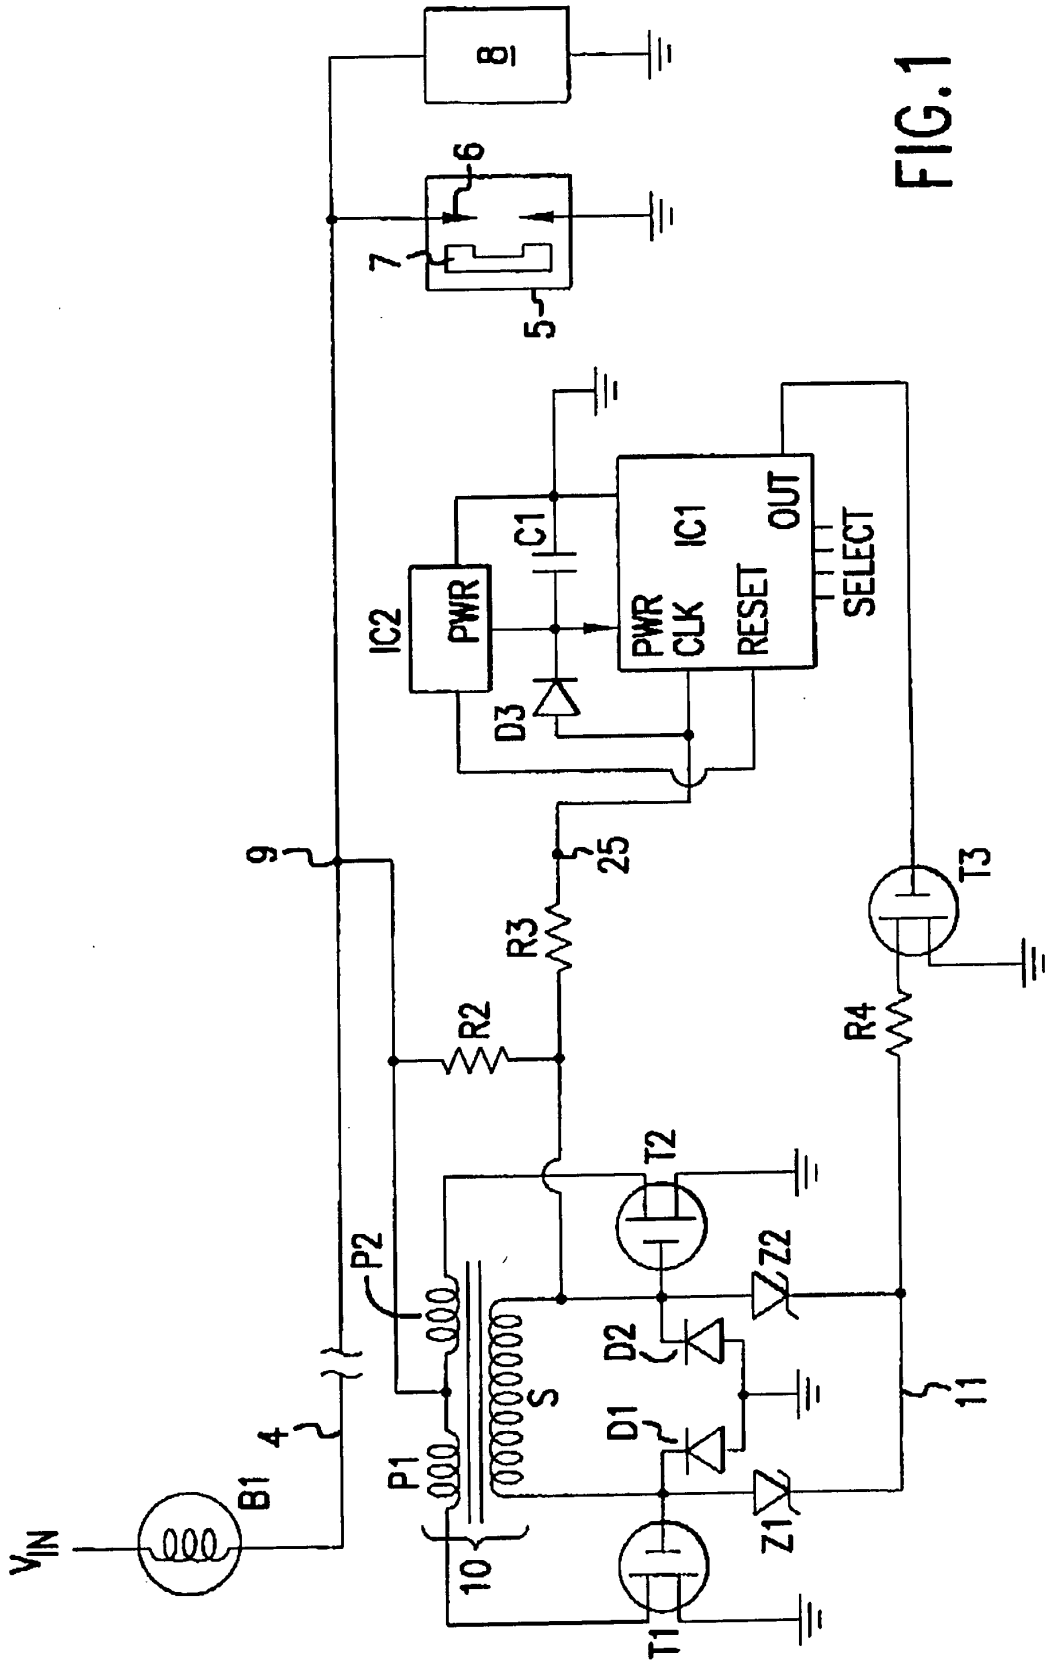 V_IN
B1
4
9
8
6
7
5
P1
P2
10
S
R2
R3
25
IC2
PWR
C1
D3
PWR
CLK
IC1
RESET
OUT
SELECT
T1
D1
D2
T2
Z1
Z2
11
R4
T3
FIG.1